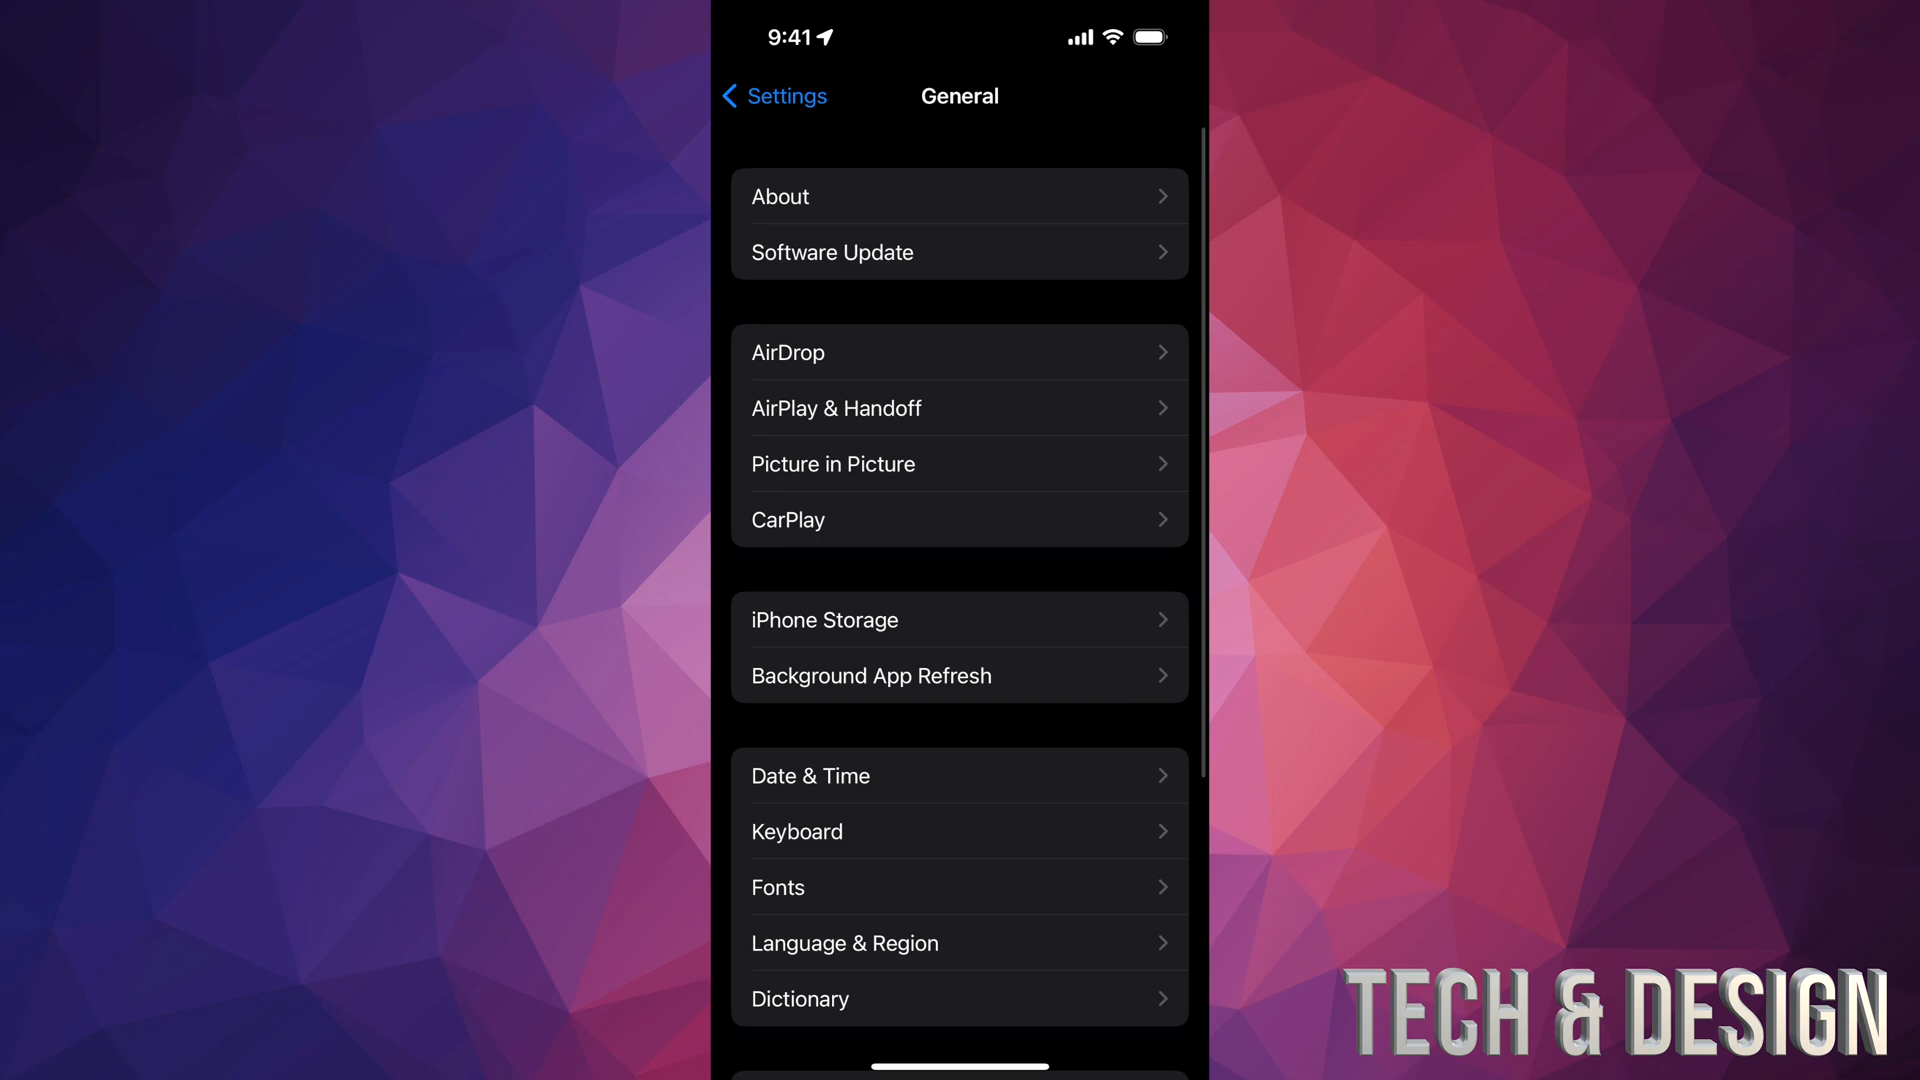 9:41
Settings
General
About
Software Update
AirDrop
AirPlay & Handoff
Picture in Picture
CarPlay
iPhone Storage
Background App Refresh
Date & Time
Keyboard
Fonts
Language & Region
Dictionary
TECH & DESIGN